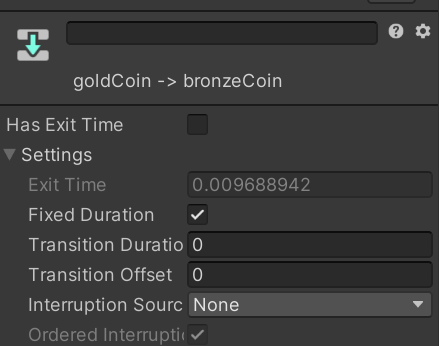 goldCoin -> bronzeCoin
Has Exit Time
Settings
Exit Time 0.009688942
Fixed Duration
Transition Duratio 0
Transition Offset 0
Interruption Sourc None
Ordered Interrupti